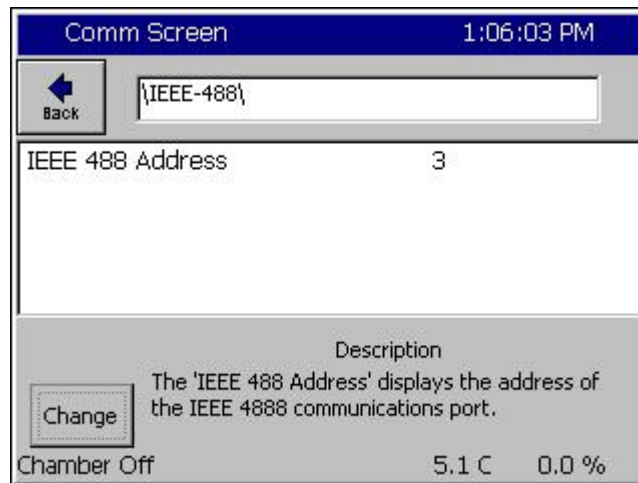 Comm Screen 1:06:03 PM
Back
\IEEE-488\
IEEE 488 Address 3
Description
The 'IEEE 488 Address' displays the address of
the IEEE 4888 communications port.
Change
Chamber Off 5.1 C 0.0 %